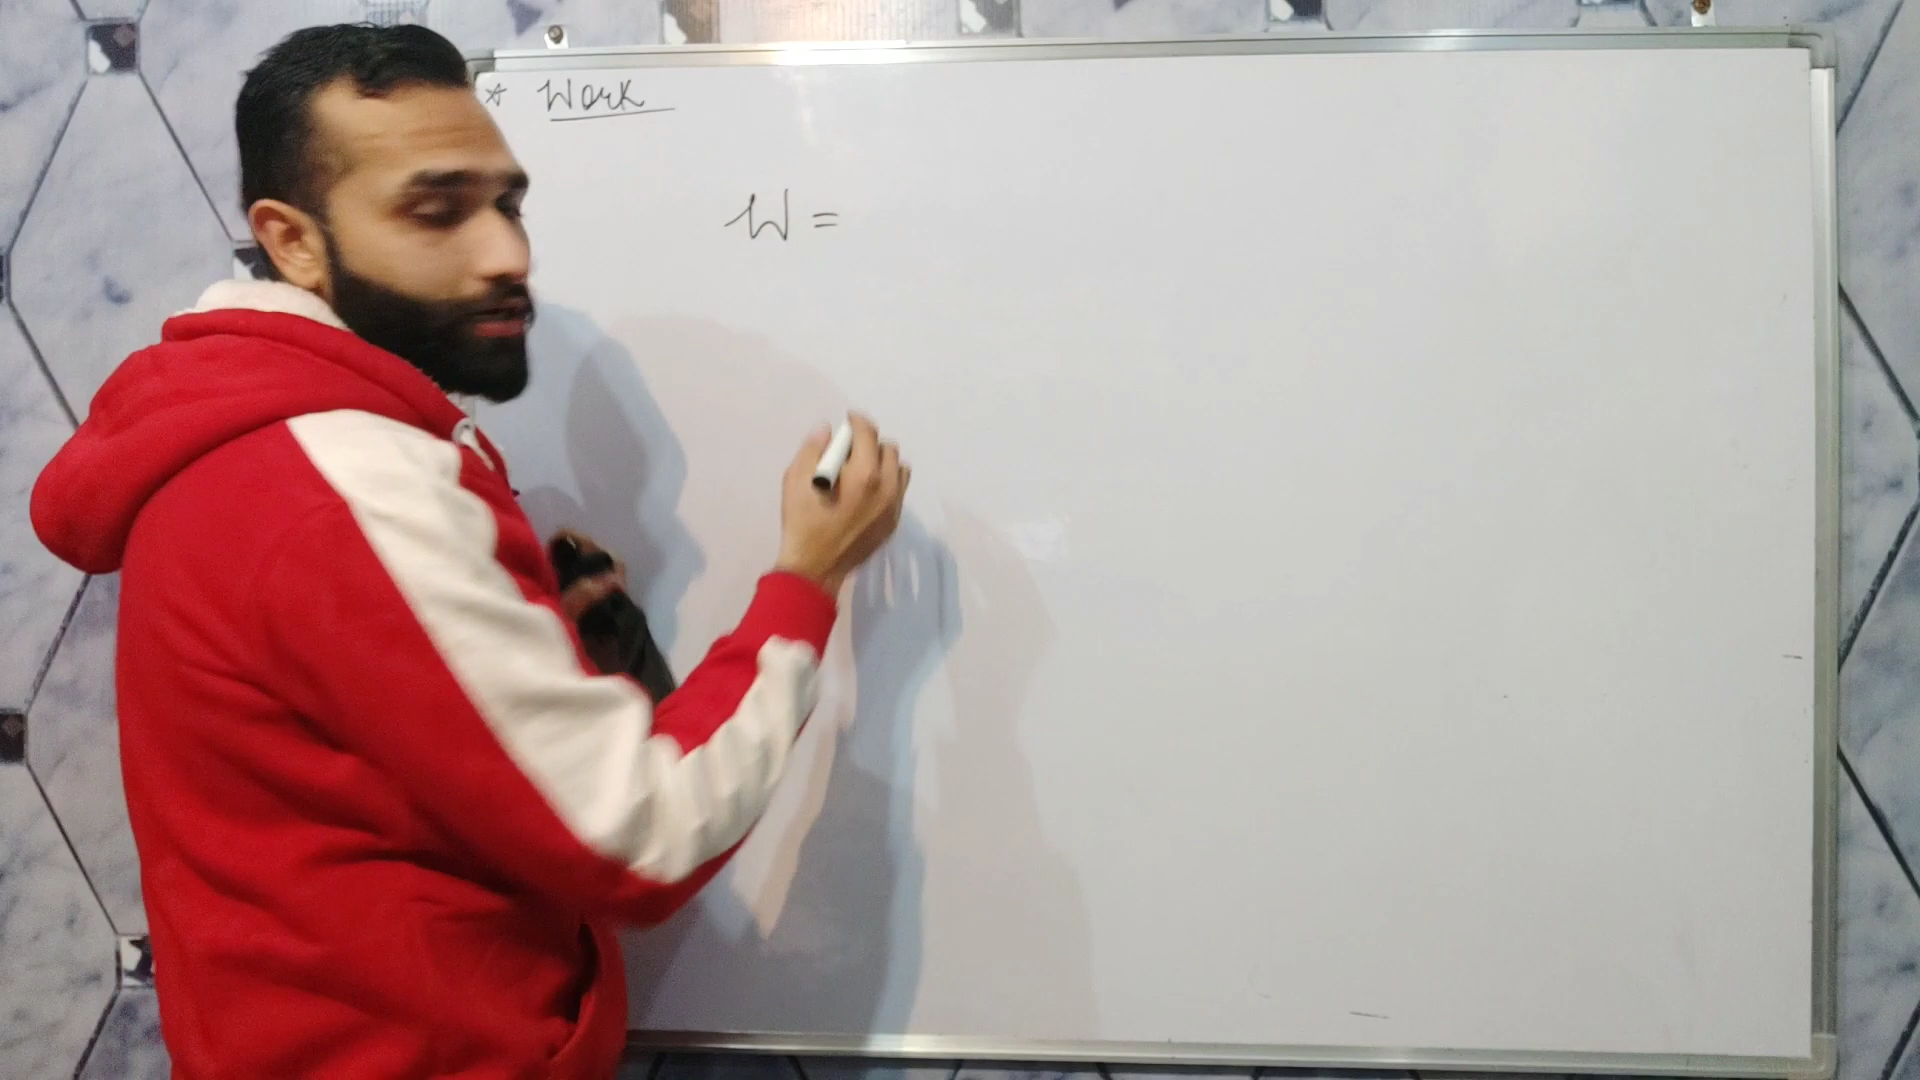 ☆ Work
W =